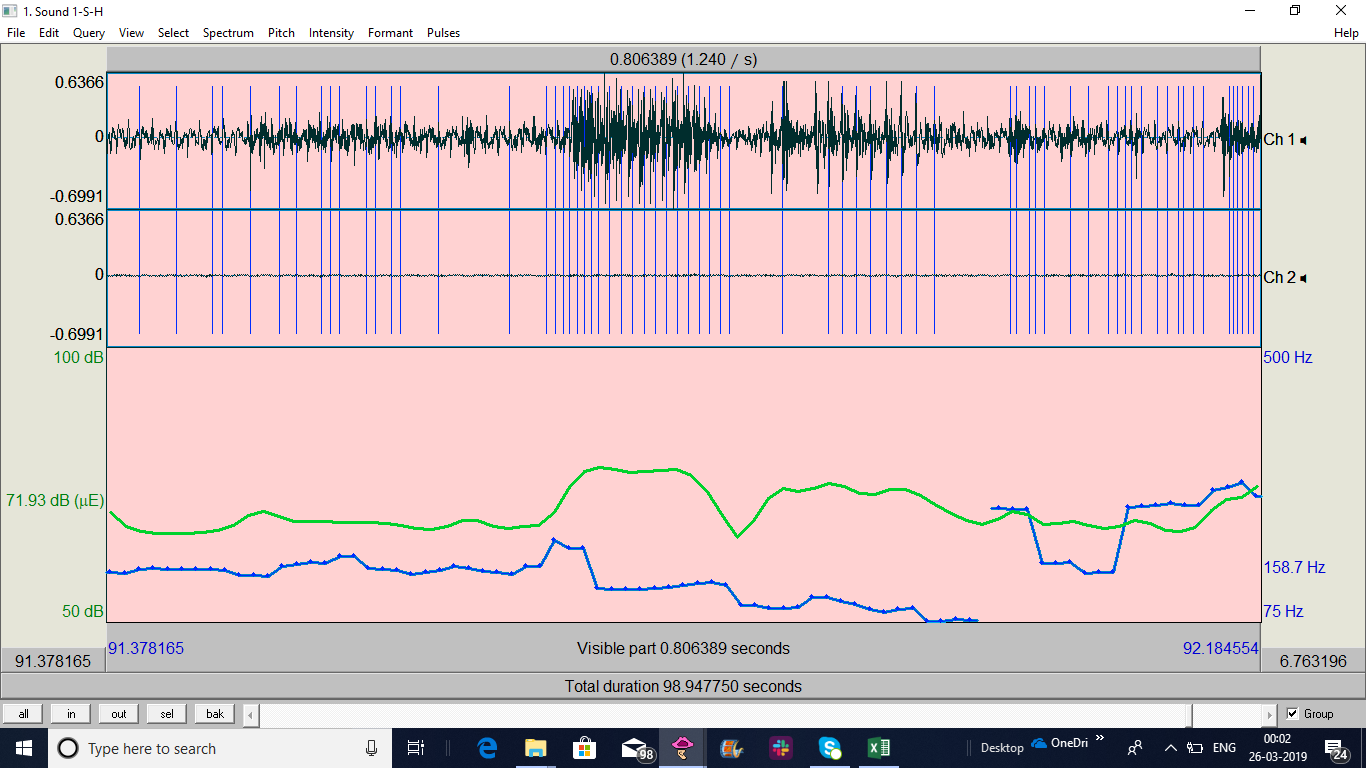 1. Sound 1-S-H
File Edit Query View Select Spectrum Pitch Intensity Formant Pulses Help
0.806389 (1.240 / s)
0.6366
0
-0.6991
Ch 1
0.6366
0
-0.6991
Ch 2
100 dB
500 Hz
71.93 dB (µE)
158.7 Hz
50 dB
75 Hz
91.378165
Visible part 0.806389 seconds
92.184554
91.378165
6.763196
Total duration 98.947750 seconds
all in out sel bak Group
Type here to search
98
Desktop OneDri » ENG
00:02
26-03-2019
24